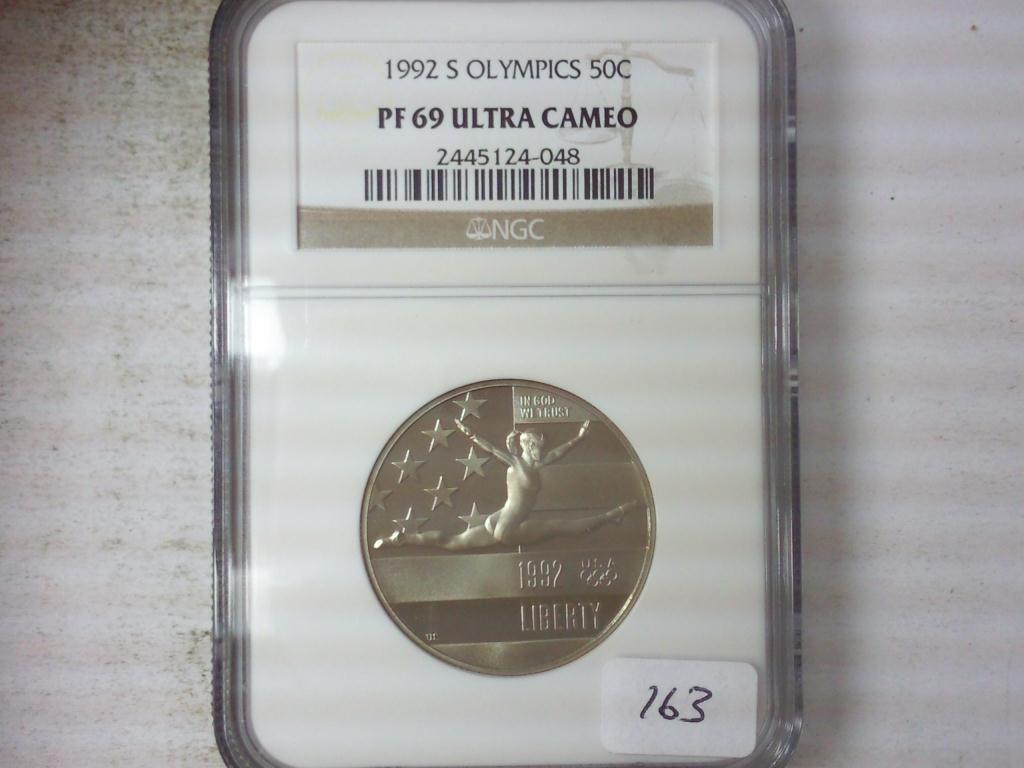 1992 S OLYMPICS 50C
PF 69 ULTRA CAMEO
2445124-048
NGC
IN GOD
WE TRUST
1992 USA
LIBERTY
163